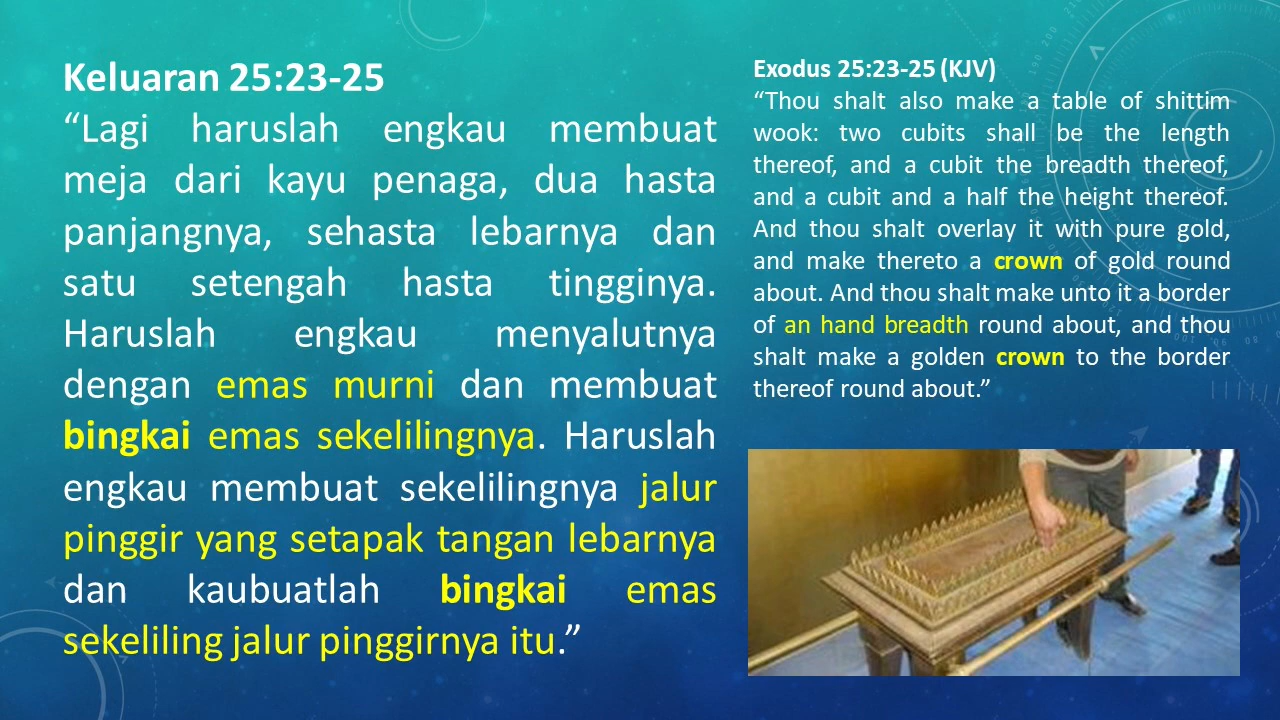 Keluaran 25:23-25
“Lagi haruslah engkau membuat
meja dari kayu penaga, dua hasta
panjangnya, sehasta lebarnya dan
satu setengah hasta tingginya.
Haruslah engkau menyalutnya
dengan emas murni dan membuat
bingkai emas sekelilingnya. Haruslah
engkau membuat sekelilingnya jalur
pinggir yang setapak tangan lebarnya
dan kaubuatlah bingkai emas
sekeliling jalur pinggirnya itu.”
Exodus 25:23-25 (KJV)
“Thou shalt also make a table of shittim
wook: two cubits shall be the length
thereof, and a cubit the breadth thereof,
and a cubit and a half the height thereof.
And thou shalt overlay it with pure gold,
and make thereto a crown of gold round
about. And thou shalt make unto it a border
of an hand breadth round about, and thou
shalt make a golden crown to the border
thereof round about.”